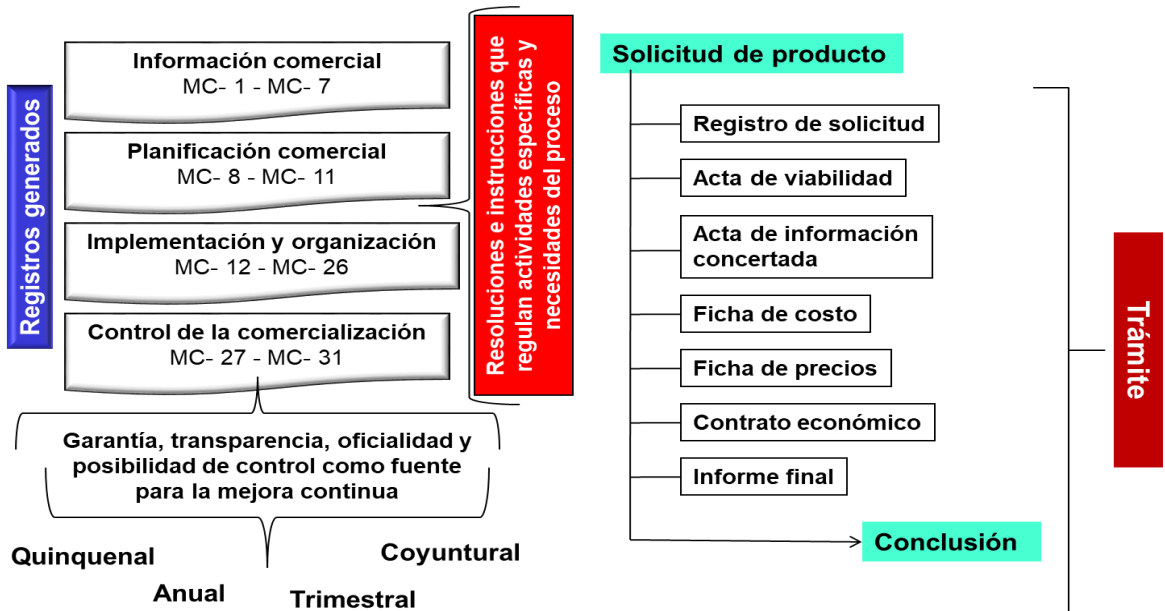 Registros generados
Información comercial
MC- 1 - MC- 7
Planificación comercial
MC- 8 - MC- 11
Implementación y organización
MC- 12 - MC- 26
Control de la comercialización
MC- 27 - MC- 31
Resoluciones e instrucciones que
regulan actividades específicas y
necesidades del proceso
Garantía, transparencia, oficialidad y
posibilidad de control como fuente
para la mejora continua
Quinquenal
Anual
Trimestral
Coyuntural
Solicitud de producto
Registro de solicitud
Acta de viabilidad
Acta de información
concertada
Ficha de costo
Ficha de precios
Contrato económico
Informe final
Conclusión
Trámite